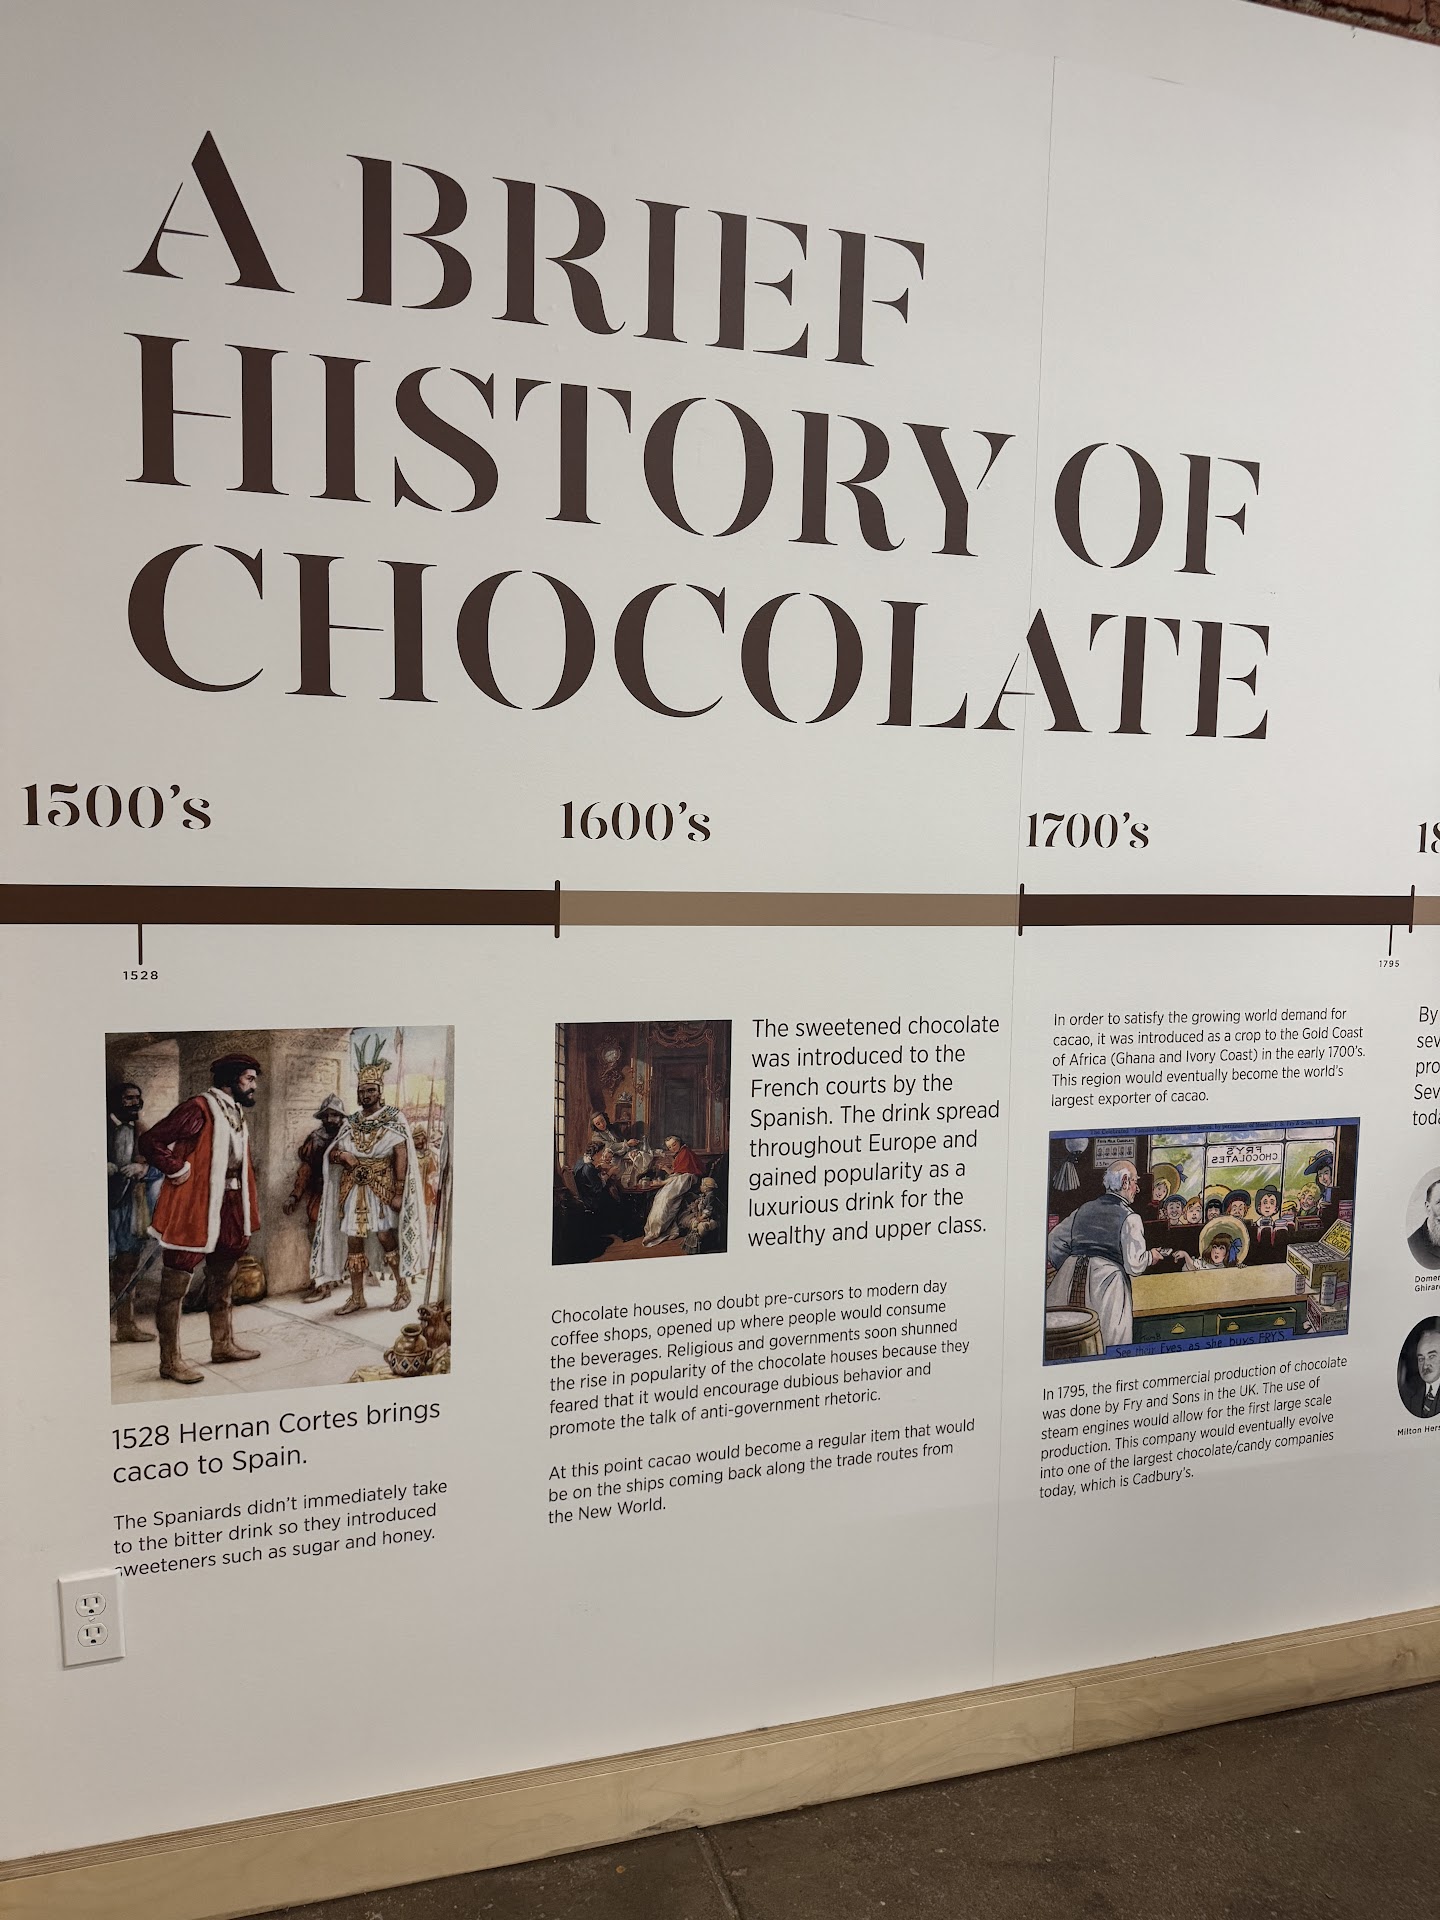 A BRIEF
HISTORY OF
CHOCOLATE
1500's
1600's
1700's
1528
1795
1528 Hernan Cortes brings
cacao to Spain.
The Spaniards didn't immediately take
to the bitter drink so they introduced
sweeteners such as sugar and honey.
The sweetened chocolate
was introduced to the
French courts by the
Spanish. The drink spread
throughout Europe and
gained popularity as a
luxurious drink for the
wealthy and upper class.
Chocolate houses, no doubt pre-cursors to modern day
coffee shops, opened up where people would consume
the beverages. Religious and governments soon shunned
the rise in popularity of the chocolate houses because they
feared that it would encourage dubious behavior and
promote the talk of anti-government rhetoric.
At this point cacao would become a regular item that would
be on the ships coming back along the trade routes from
the New World.
In order to satisfy the growing world demand for
cacao, it was introduced as a crop to the Gold Coast
of Africa (Ghana and Ivory Coast) in the early 1700's.
This region would eventually become the world's
largest exporter of cacao.
FRY'S
CHOCOLATES
See their Eyes as she buys FRY'S
In 1795, the first commercial production of chocolate
was done by Fry and Sons in the UK. The use of
steam engines would allow for the first large scale
production. This company would eventually evolve
into one of the largest chocolate/candy companies
today, which is Cadbury's.
By
Milton